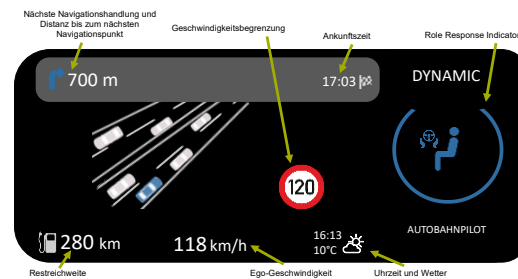 Nächste Navigationshandlung und
Distanz bis zum nächsten
Navigationspunkt
Geschwindigkeitsbegrenzung
Ankunftszeit
Role Response Indicator
700 m
17:03
DYNAMIC
120
AUTOBAHNPILOT
280 km
118 km/h
16:13
10°C
Restreichweite
Ego-Geschwindigkeit
Uhrzeit und Wetter